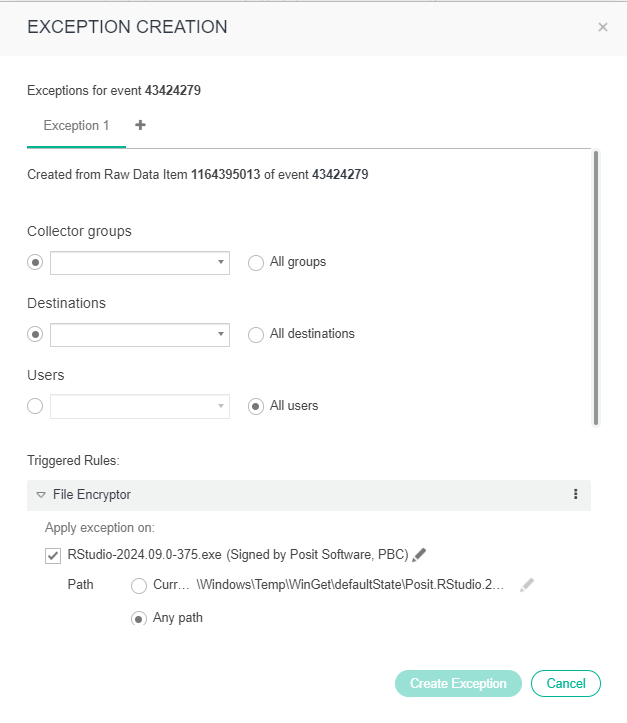 EXCEPTION CREATION
Exceptions for event 43424279
Exception 1
Created from Raw Data Item 1164395013 of event 43424279
Collector groups
All groups
Destinations
All destinations
Users
All users
Triggered Rules:
File Encryptor
Apply exception on:
RStudio-2024.09.0-375.exe (Signed by Posit Software, PBC)
Path Curr... \Windows\Temp\WinGet\defaultState\Posit.RStudio.2...
Any path
Create Exception Cancel